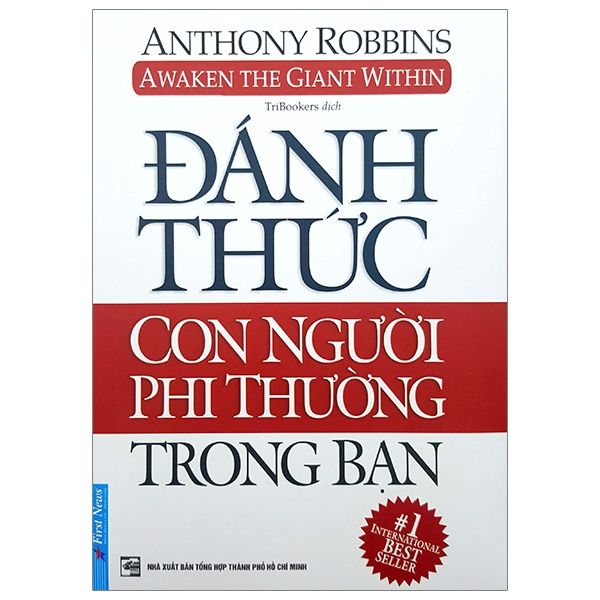 ANTHONY ROBBINS
AWAKEN THE GIANT WITHIN
TriBookers dịch
ĐÁNH
THỨC
CON NGƯỜI
PHI THƯỜNG
TRONG BẠN
#1
INTERNATIONAL
BEST
SELLER
First News
NHÀ XUẤT BẢN TỔNG HỢP THÀNH PHỐ HỒ CHÍ MINH